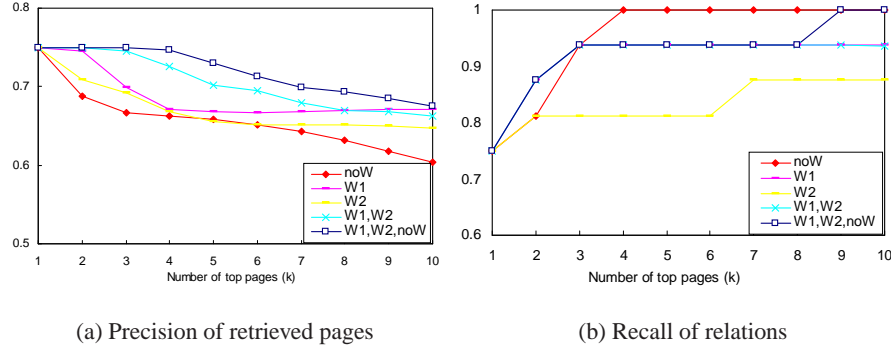 0.8
0.7
0.6
0.5
1 2 3 4 5 6 7 8 9 10
Number of top pages (k)
noW
W1
W2
W1,W2
W1,W2,noW
(a) Precision of retrieved pages
1
0.9
0.8
0.7
0.6
1 2 3 4 5 6 7 8 9 10
Number of top pages (k)
noW
W1
W2
W1,W2
W1,W2,noW
(b) Recall of relations